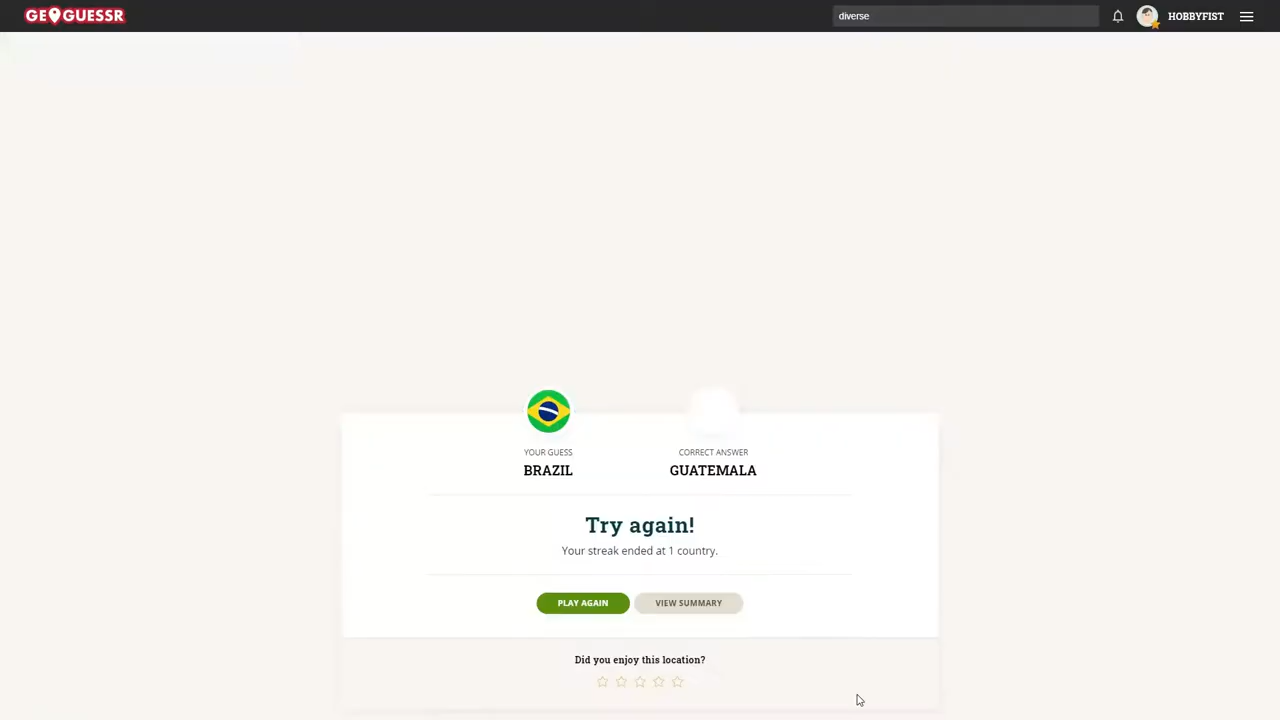 GEOGUESSR
diverse
HOBBYFIST
YOUR GUESS
BRAZIL
CORRECT ANSWER
GUATEMALA
Try again!
Your streak ended at 1 country.
PLAY AGAIN
VIEW SUMMARY
Did you enjoy this location?